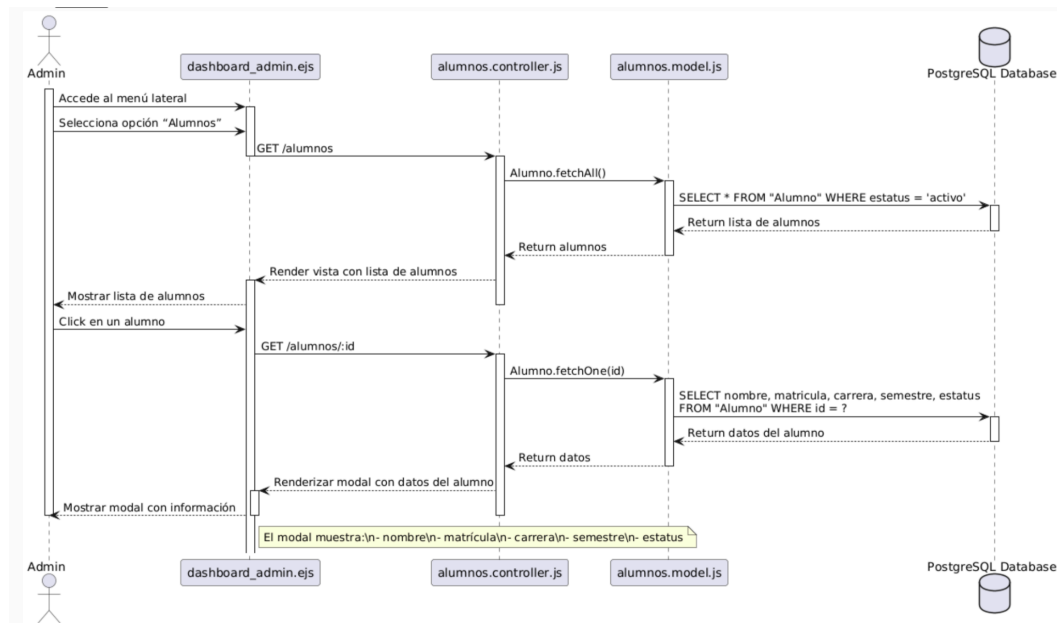 Admin
dashboard_admin.ejs
alumnos.controller.js
alumnos.model.js
PostgreSQL Database
Accede al menú lateral
Selecciona opción “Alumnos”
GET /alumnos
Alumno.fetchAll()
SELECT * FROM "Alumno" WHERE estatus = 'activo'
Return lista de alumnos
Return alumnos
Render vista con lista de alumnos
Mostrar lista de alumnos
Click en un alumno
GET /alumnos/:id
Alumno.fetchOne(id)
SELECT nombre, matricula, carrera, semestre, estatus
FROM "Alumno" WHERE id = ?
Return datos del alumno
Return datos
Renderizar modal con datos del alumno
Mostrar modal con información
El modal muestra:\n- nombre\n- matrícula\n- carrera\n- semestre\n- estatus
Admin
dashboard_admin.ejs
alumnos.controller.js
alumnos.model.js
PostgreSQL Database